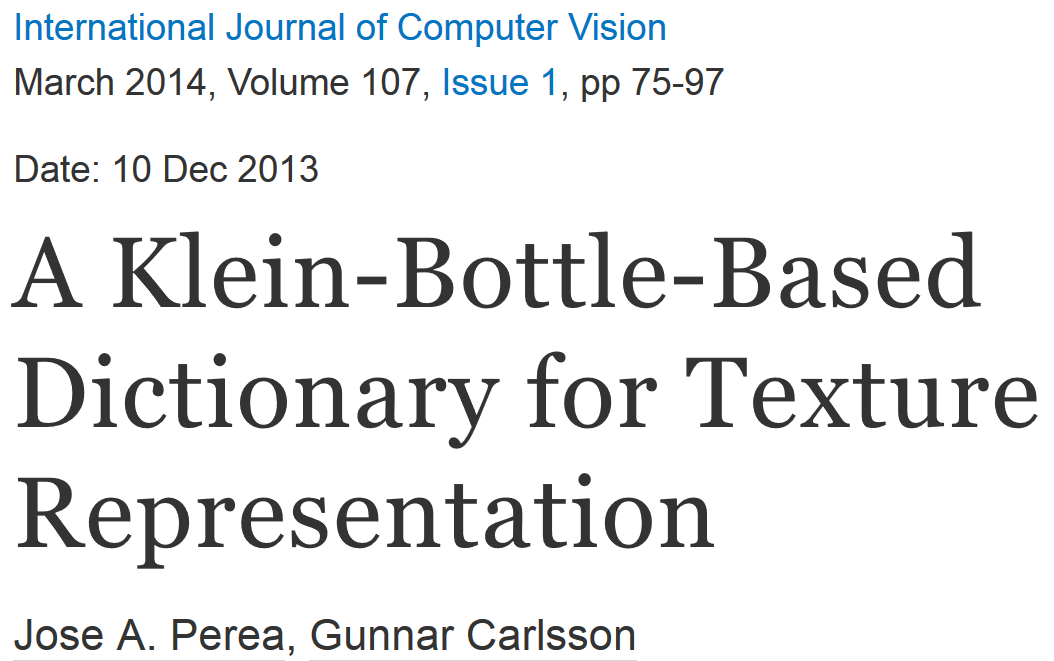 International Journal of Computer Vision
March 2014, Volume 107, Issue 1, pp 75-97
Date: 10 Dec 2013
A Klein-Bottle-Based
Dictionary for Texture
Representation
Jose A. Perea, Gunnar Carlsson